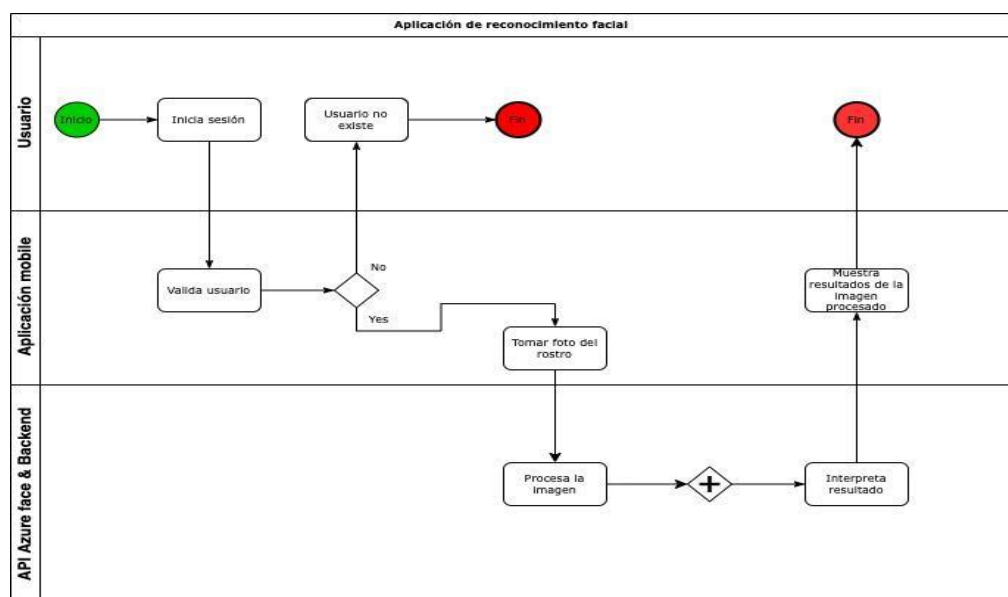 Aplicación de reconocimiento facial
Usuario
Inicio
Inicia sesión
Usuario no
existe
Fin
Fin
Aplicación mobile
Valida usuario
No
Yes
Tomar foto del
rostro
Muestra
resultados de la
imagen
procesado
API Azure face & Backend
Procesa la
imagen
Interpreta
resultado